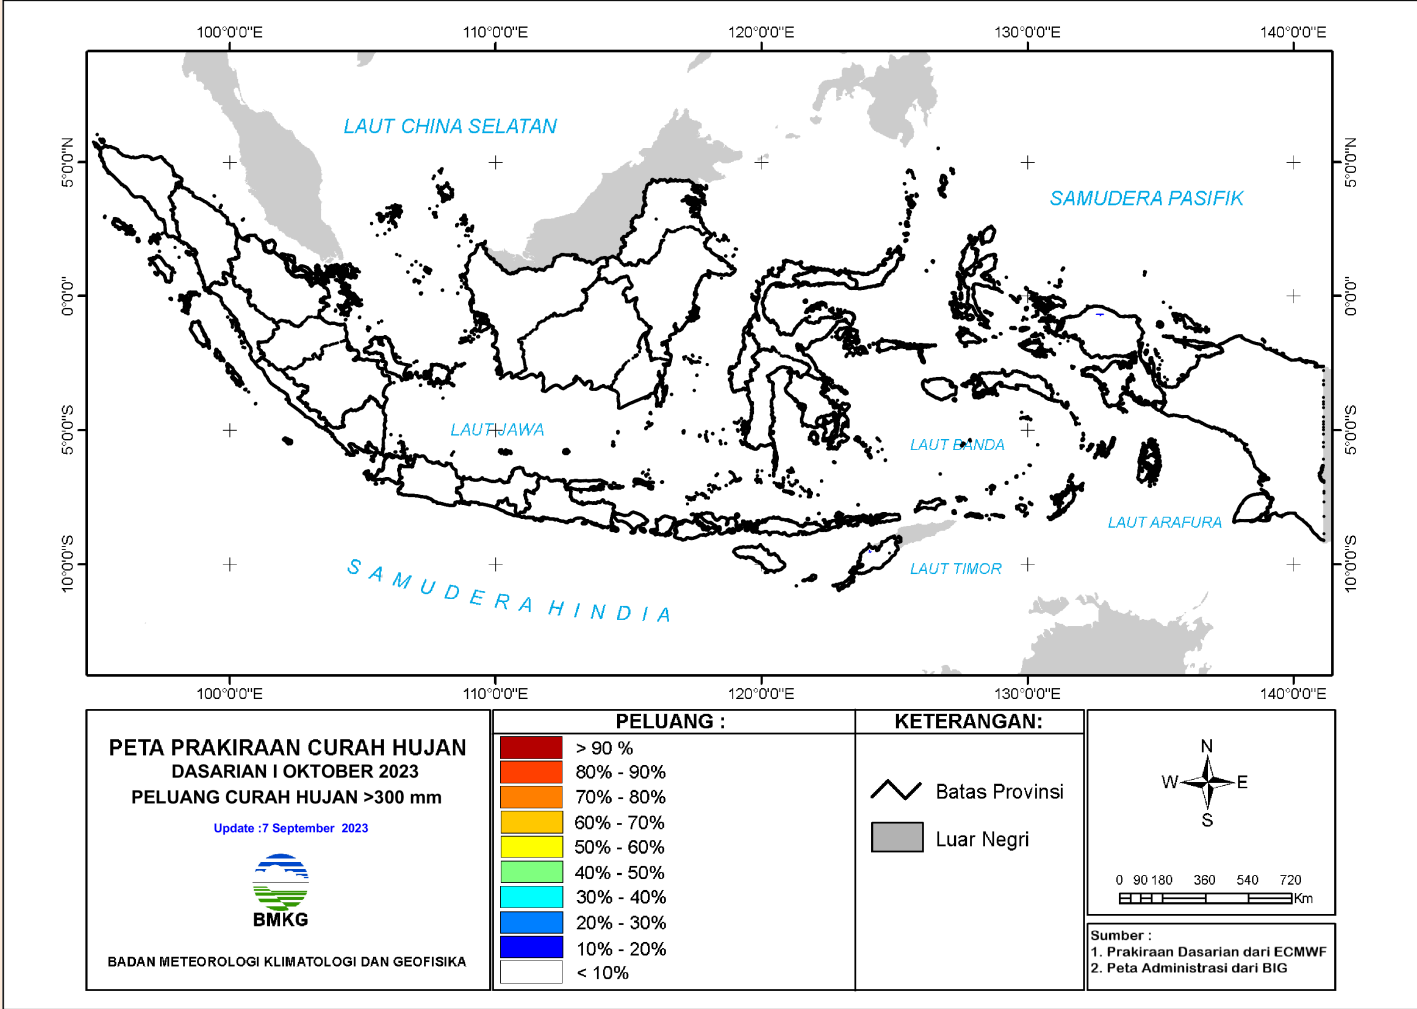 100°0'0"E 110°0'0"E 120°0'0"E 130°0'0"E 140°0'0"E
5°0'0"N 5°0'0"N
0°0'0" 0°0'0"
5°0'0"S 5°0'0"S
10°0'0"S 10°0'0"S
LAUT CHINA SELATAN
SAMUDERA PASIFIK
LAUT JAWA
LAUT BANDA
LAUT ARAFURA
LAUT TIMOR
SAMUDERA HINDIA
100°0'0"E 110°0'0"E 120°0'0"E 130°0'0"E 140°0'0"E
PETA PRAKIRAAN CURAH HUJAN
DASARIAN I OKTOBER 2023
PELUANG CURAH HUJAN >300 mm
Update :7 September 2023
BMKG
BADAN METEOROLOGI KLIMATOLOGI DAN GEOFISIKA
PELUANG :
> 90 %
80% - 90%
70% - 80%
60% - 70%
50% - 60%
40% - 50%
30% - 40%
20% - 30%
10% - 20%
< 10%
KETERANGAN:
Batas Provinsi
Luar Negri
N
W E
S
0 90 180 360 540 720
Km
Sumber :
1. Prakiraan Dasarian dari ECMWF
2. Peta Administrasi dari BIG